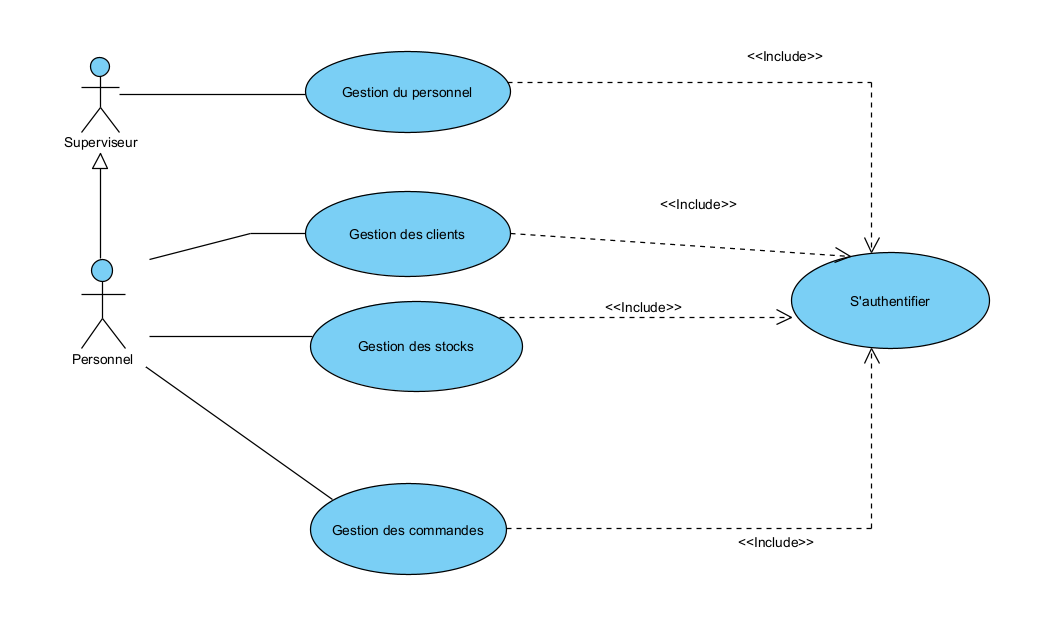 <<Include>>
Gestion du personnel
Superviseur
<<Include>>
Gestion des clients
S'authentifier
<<Include>>
Gestion des stocks
Personnel
Gestion des commandes
<<Include>>